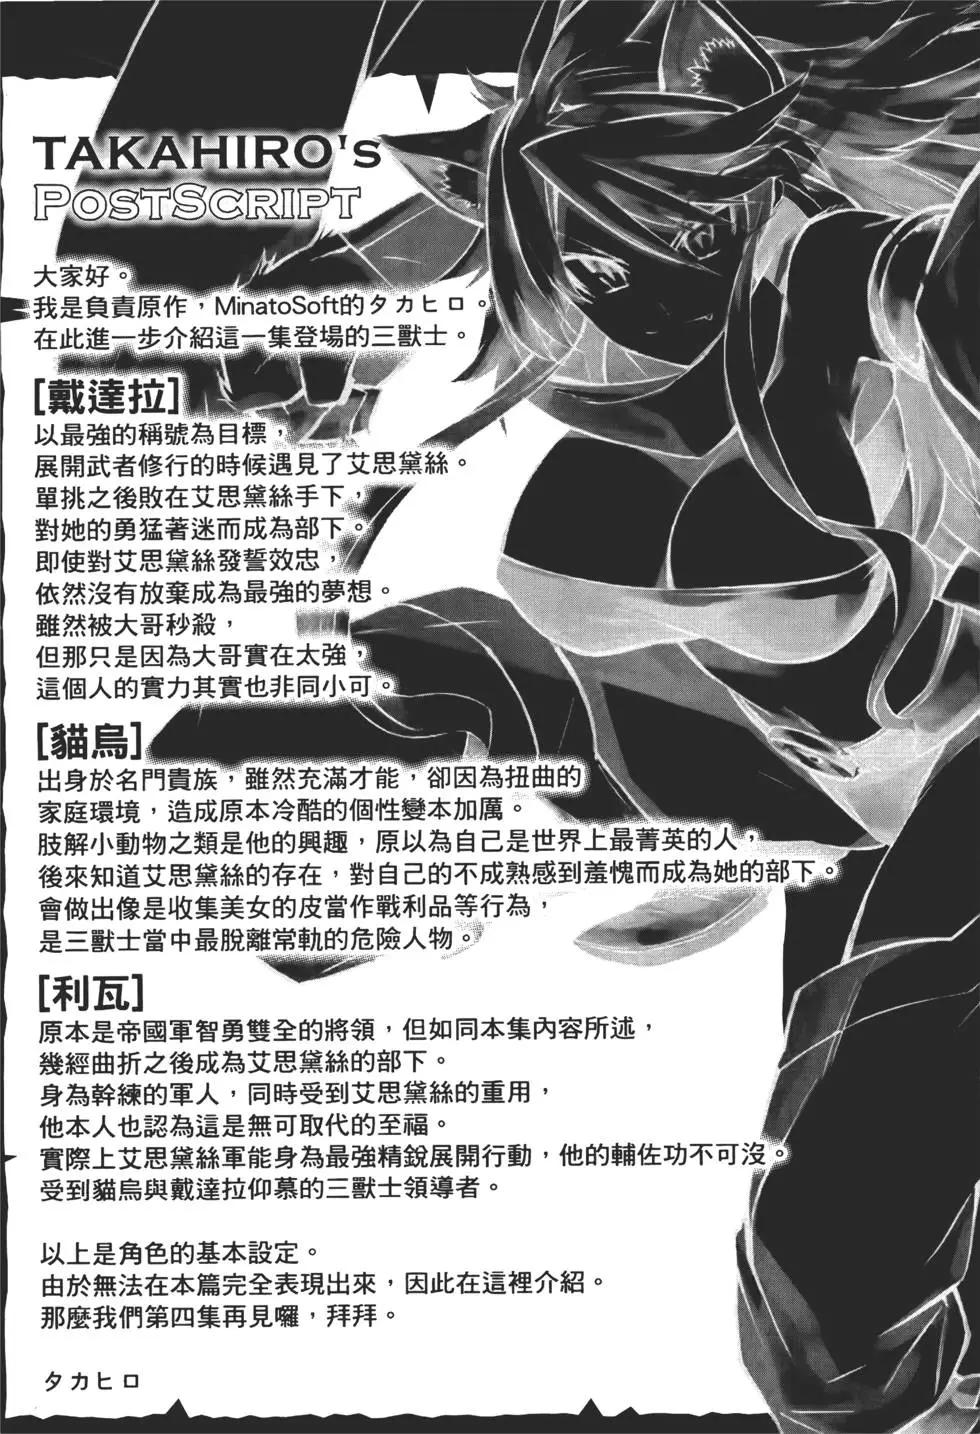 TAKAHIRO's
POSTSCRIPT
大家好。
我是負責原作，MinatoSoft的タカヒロ。
在此進一步介紹這一集登場的三獸士。
[戴達拉]
以最強的稱號為目標，
展開武者修行的時候遇見了艾思黛絲。
單挑之後敗在艾思黛絲手下，
對她的勇猛著迷而成為部下。
即使對艾思黛絲發誓效忠，
依然沒有放棄成為最強的夢想。
雖然被大哥秒殺，
但那只是因為大哥實在太強，
這個人的實力其實也非同小可。
[貓烏]
出身於名門貴族，雖然充滿才能，卻因為扭曲的
家庭環境，造成原本冷酷的個性變本加厲。
肢解小動物之類是他的興趣，原以為自己是世界上最菁英的人，
後來知道艾思黛絲的存在，對自己的不成熟感到羞愧而成為她的部下。
會做出像是收集美女的皮當作戰利品等行為，
是三獸士當中最脫離常軌的危險人物。
[利瓦]
原本是帝國軍智勇雙全的將領，但如同本集內容所述，
幾經曲折之後成為艾思黛絲的部下。
身為幹練的軍人，同時受到艾思黛絲的重用，
他本人也認為這是無可取代的至福。
實際上艾思黛絲軍能身為最強精銳展開行動，他的輔佐功不可沒。
受到貓烏與戴達拉仰慕的三獸士領導者。
以上是角色的基本設定。
由於無法在本篇完全表現出來，因此在這裡介紹。
那麼我們第四集再見囉，拜拜。
タカヒロ